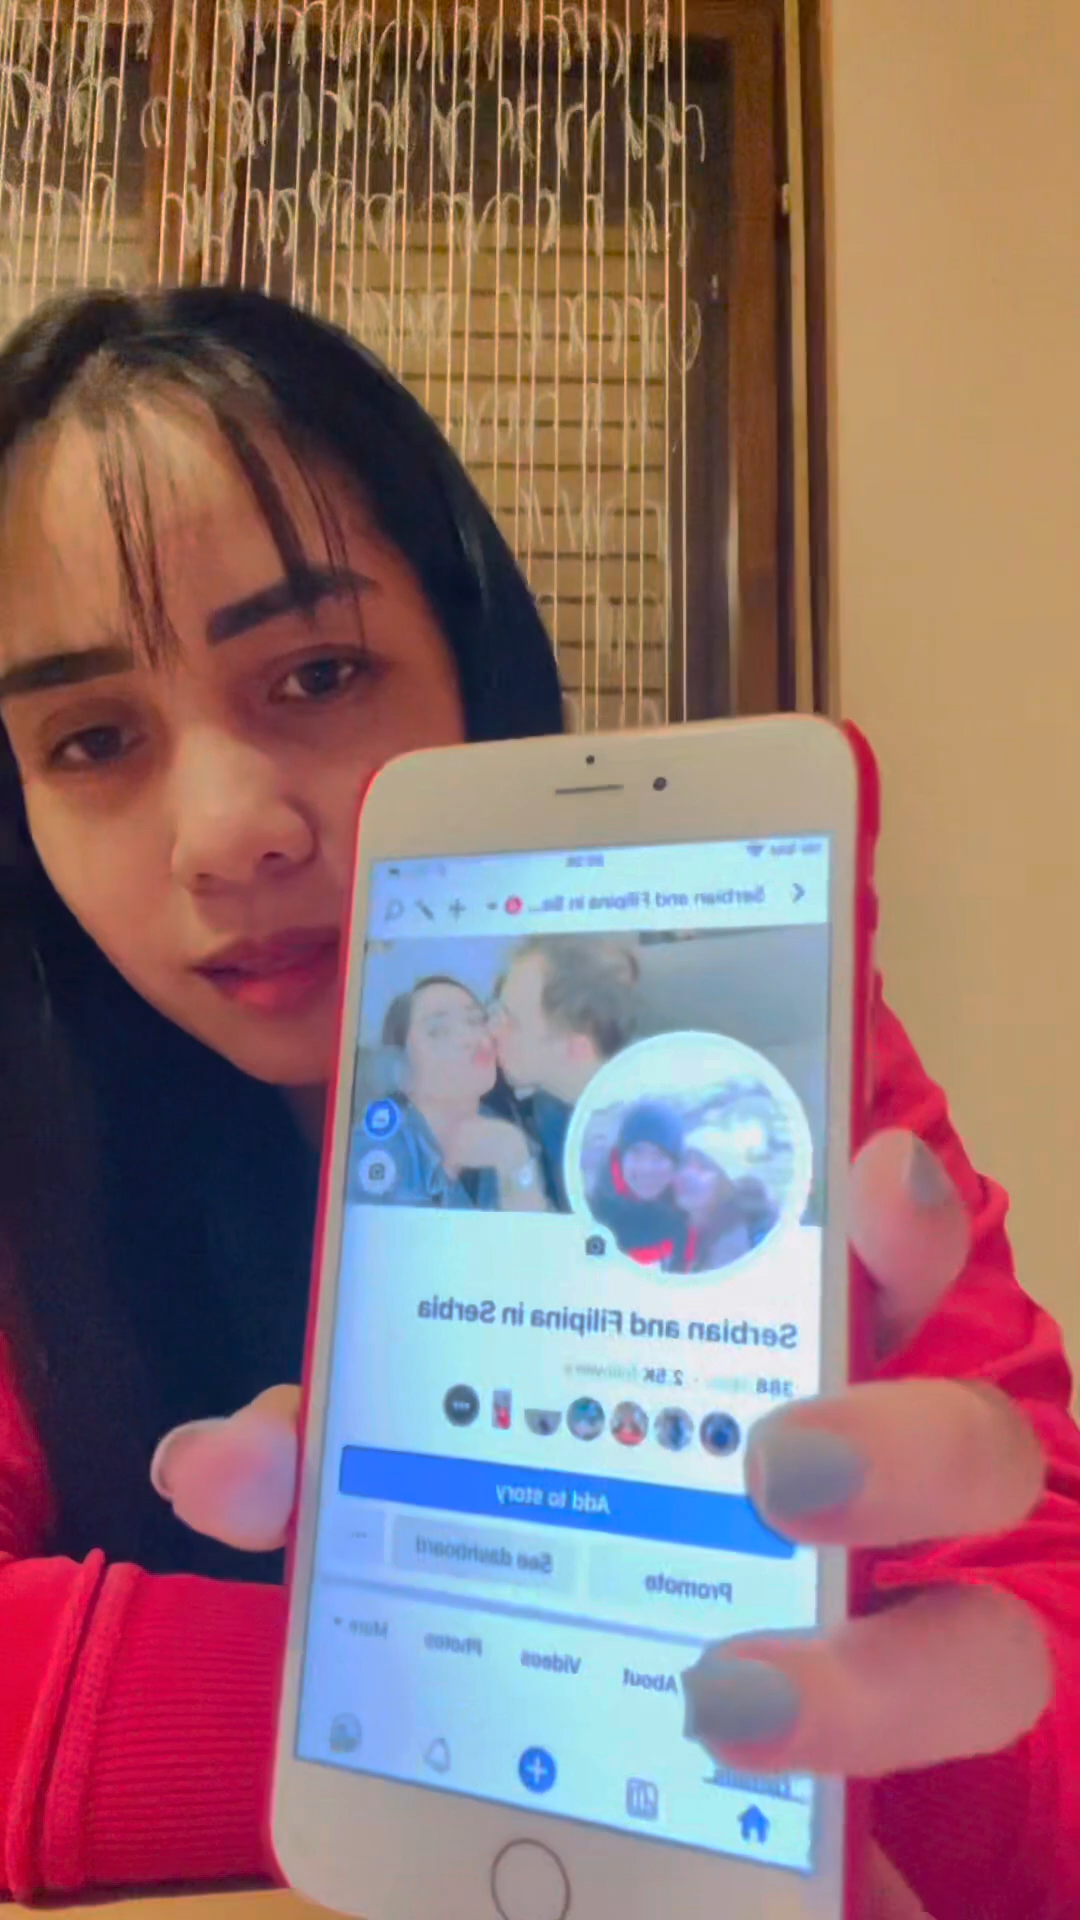 Serbian and Filipina in Se...
Serbian and Filipina in Serbia
388 · 2.5K followers
Add to story
Promote
See dashboard
...
About
Videos
Photos
More